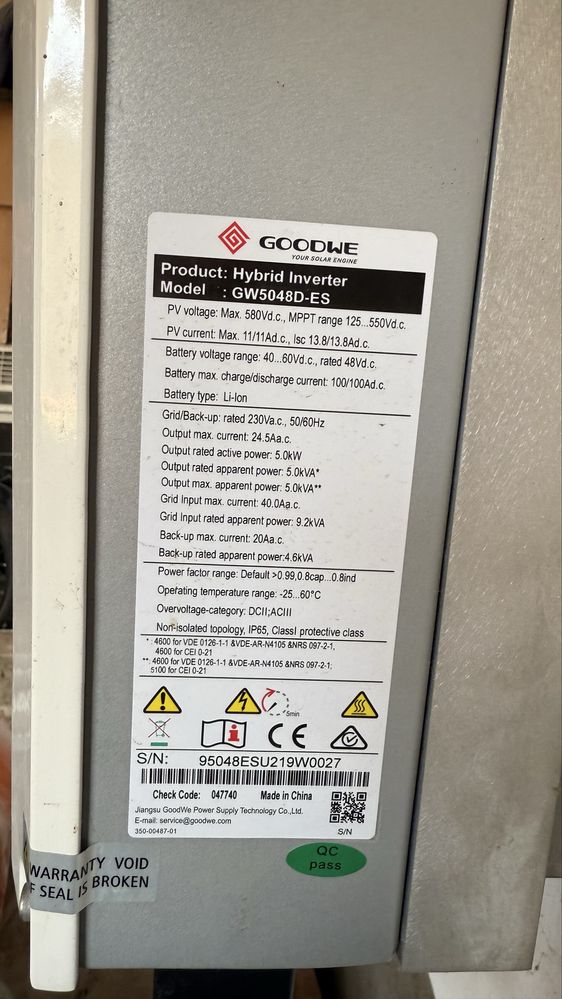 GOODWE
YOUR SOLAR ENGINE
Product: Hybrid Inverter
Model : GW5048D-ES
PV voltage: Max. 580Vd.c., MPPT range 125...550Vd.c.
PV current: Max. 11/11Ad.c., Isc 13.8/13.8Ad.c.
Battery voltage range: 40...60Vd.c., rated 48Vd.c.
Battery max. charge/discharge current: 100/100Ad.c.
Battery type: Li-Ion
Grid/Back-up: rated 230Va.c., 50/60Hz
Output max. current: 24.5Aa.c.
Output rated active power: 5.0kW
Output rated apparent power: 5.0kVA*
Output max. apparent power: 5.0kVA**
Grid Input max. current: 40.0Aa.c.
Grid Input rated apparent power: 9.2kVA
Back-up max. current: 20Aa.c.
Back-up rated apparent power:4.6kVA
Power factor range: Default >0.99,0.8cap...0.8ind
Operating temperature range: -25...60°C
Overvoltage-category: DCII;ACIII
Non-isolated topology, IP65, ClassI protective class
* : 4600 for VDE 0126-1-1 &VDE-AR-N4105 &NRS 097-2-1,
4600 for CEI 0-21
**: 4600 for VDE 0126-1-1 &VDE-AR-N4105 &NRS 097-2-1;
5100 for CEI 0-21
5min
CE
S/N: 95048ESU219W0027
Check Code: 047740 Made in China
Jiangsu GoodWe Power Supply Technology Co.,Ltd.
E-mail: service@goodwe.com
350-00487-01
S/N
QC
pass
WARRANTY VOID
IF SEAL IS BROKEN